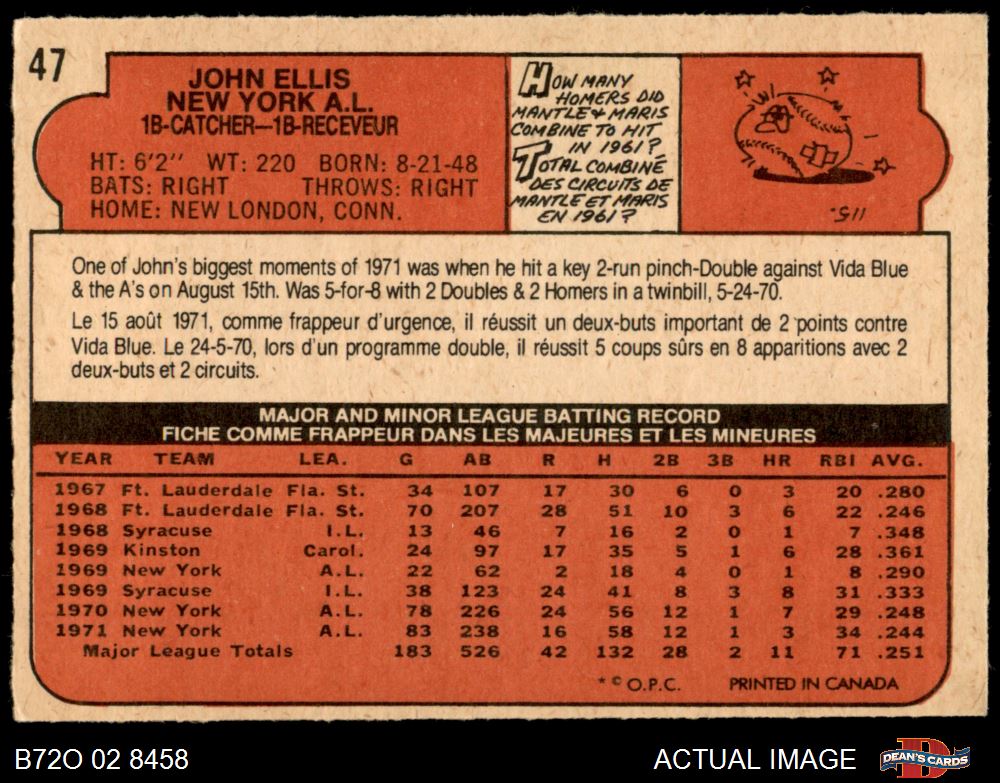 47
JOHN ELLIS
NEW YORK A.L.
1B-CATCHER—1B-RECEVEUR
HT: 6'2" WT: 220 BORN: 8-21-48
BATS: RIGHT THROWS: RIGHT
HOME: NEW LONDON, CONN.
HOW MANY
HOMERS DID
MANTLE & MARIS
COMBINE TO HIT
IN 1961?
TOTAL COMBINÉ
DES CIRCUITS DE
MANTLE ET MARIS
EN 1961?
115.
One of John's biggest moments of 1971 was when he hit a key 2-run pinch-Double against Vida Blue
& the A's on August 15th. Was 5-for-8 with 2 Doubles & 2 Homers in a twinbill, 5-24-70.
Le 15 août 1971, comme frappeur d'urgence, il réussit un deux-buts important de 2 points contre
Vida Blue. Le 24-5-70, lors d'un programme double, il réussit 5 coups sûrs en 8 apparitions avec 2
deux-buts et 2 circuits.
MAJOR AND MINOR LEAGUE BATTING RECORD
FICHE COMME FRAPPEUR DANS LES MAJEURES ET LES MINEURES
YEAR TEAM LEA. G AB R H 2B 3B HR RBI AVG.
1967 Ft. Lauderdale Fla. St. 34 107 17 30 6 0 3 20 .280
1968 Ft. Lauderdale Fla. St. 70 207 28 51 10 3 6 22 .246
1968 Syracuse I.L. 13 46 7 16 2 0 1 7 .348
1969 Kinston Carol. 24 97 17 35 5 1 6 28 .361
1969 New York A.L. 22 62 2 18 4 0 1 8 .290
1969 Syracuse I.L. 38 123 24 41 8 3 8 31 .333
1970 New York A.L. 78 226 24 56 12 1 7 29 .248
1971 New York A.L. 83 238 16 58 12 1 3 34 .244
Major League Totals 183 526 42 132 28 2 11 71 .251
* © O.P.C. PRINTED IN CANADA
B72O 02 8458 ACTUAL IMAGE DEAN'S CARDS